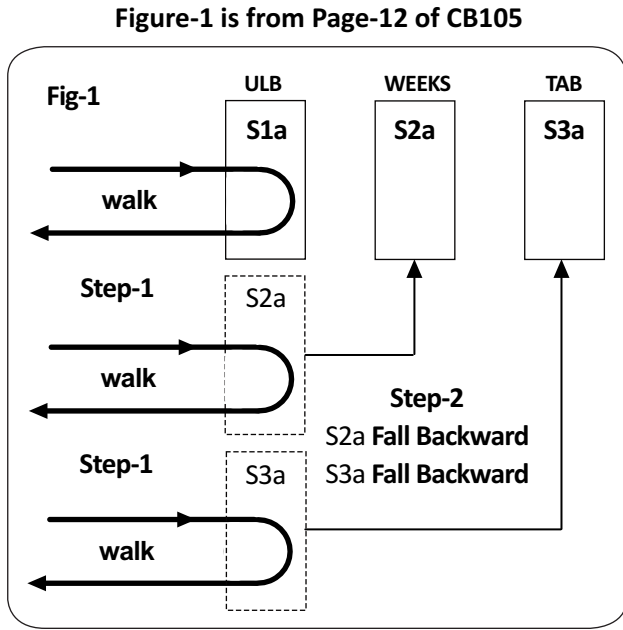 Figure-1 is from Page-12 of CB105
ULB WEEKS TAB
Fig-1
S1a S2a S3a
walk
Step-1
S2a
walk
Step-2
S2a Fall Backward
Step-1
S3a
S3a Fall Backward
walk